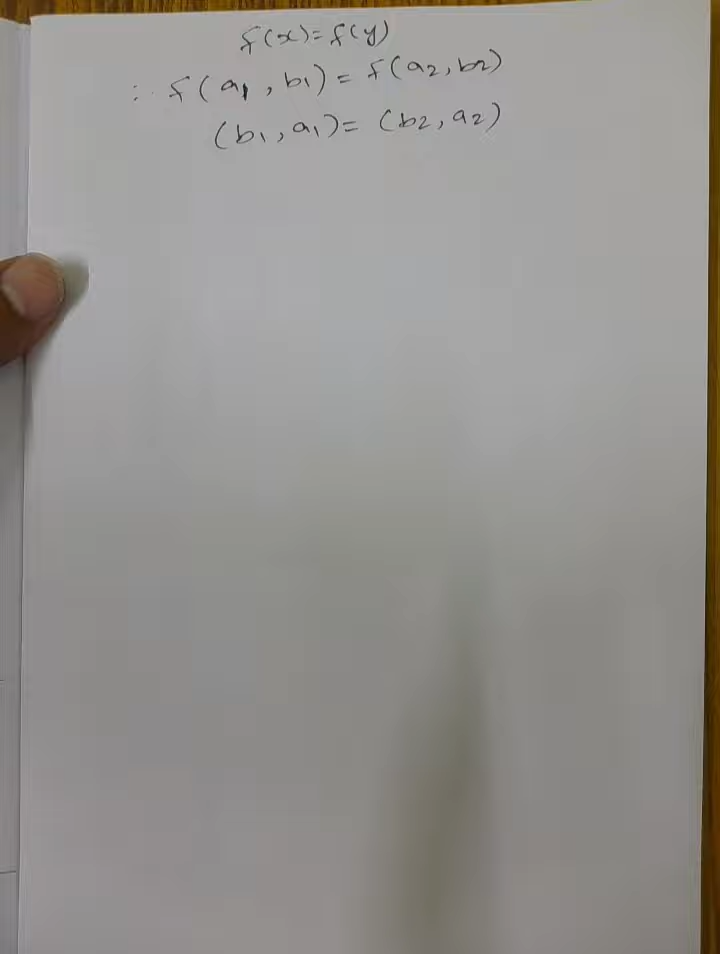 f(x)=f(y)
∴ f(a₁, b₁) = f(a₂, b₂)
(b₁, a₁) = (b₂, a₂)